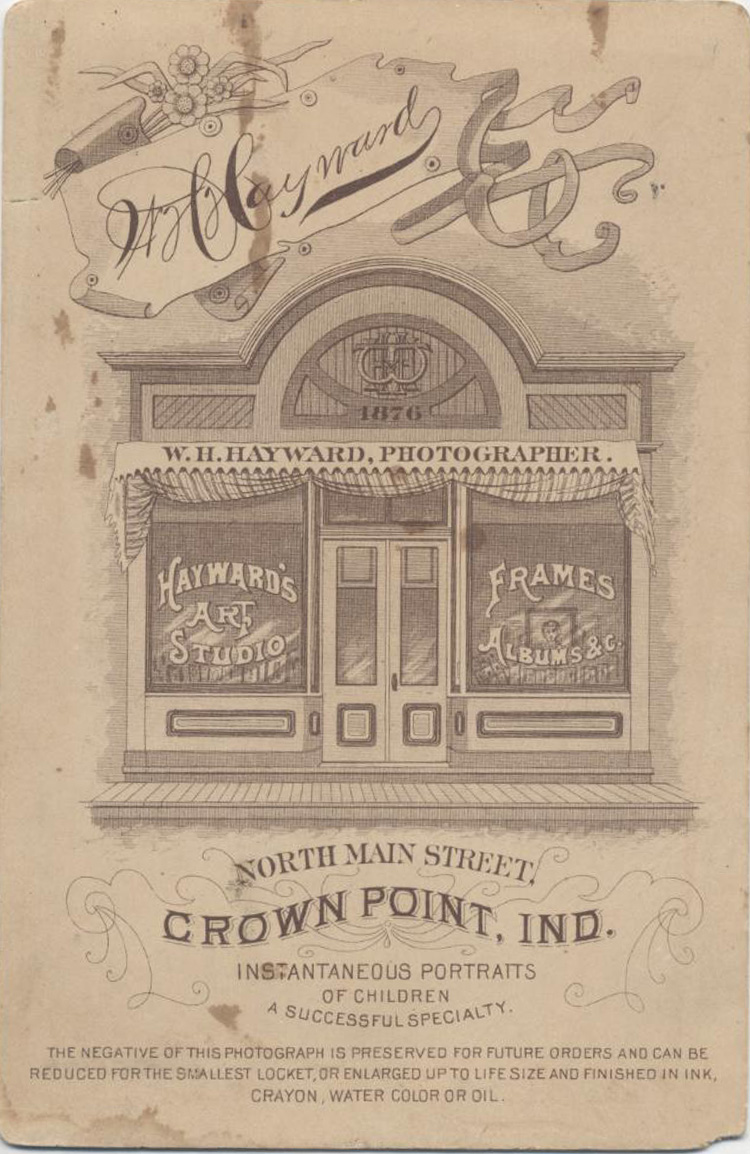 W H Hayward
1876
W. H. HAYWARD, PHOTOGRAPHER.
HAYWARD'S
ART
STUDIO
FRAMES
ALBUMS & C.
NORTH MAIN STREET,
CROWN POINT, IND.
INSTANTANEOUS PORTRAITS
OF CHILDREN
A SUCCESSFUL SPECIALTY.
THE NEGATIVE OF THIS PHOTOGRAPH IS PRESERVED FOR FUTURE ORDERS AND CAN BE
REDUCED FOR THE SMALLEST LOCKET, OR ENLARGED UP TO LIFE SIZE AND FINISHED IN INK,
CRAYON, WATER COLOR OR OIL.